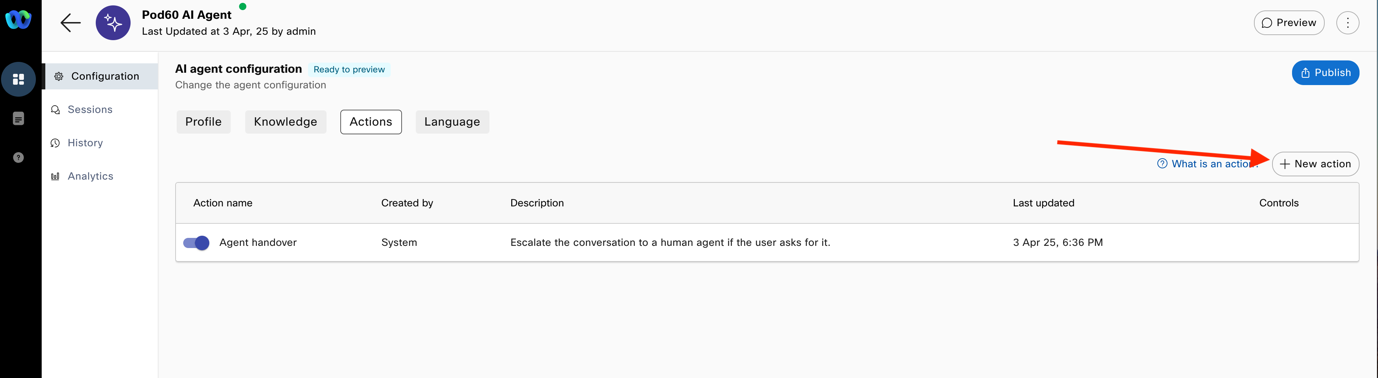 Pod60 AI Agent
Last Updated at 3 Apr, 25 by admin
Preview
Configuration
Sessions
History
Analytics
AI agent configuration Ready to preview
Change the agent configuration
Publish
Profile Knowledge Actions Language
What is an action?
New action
Action name Created by Description Last updated Controls
Agent handover System Escalate the conversation to a human agent if the user asks for it. 3 Apr 25, 6:36 PM